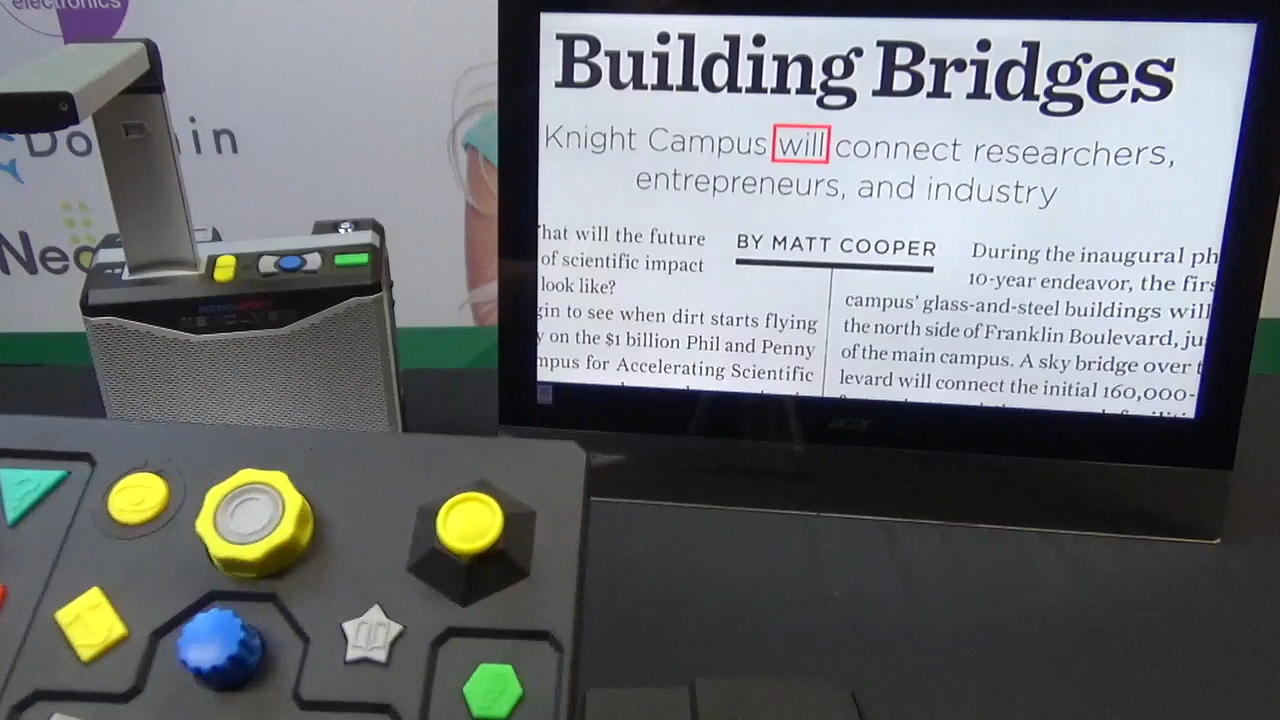 electronics
Building Bridges
Knight Campus will connect researchers,
entrepreneurs, and industry
hat will the future
of scientific impact
look like?
gin to see when dirt starts flying
y on the $1 billion Phil and Penny
mpus for Accelerating Scientific
BY MATT COOPER
During the inaugural ph
10-year endeavor, the firs
campus' glass-and-steel buildings will
the north side of Franklin Boulevard, ju
of the main campus. A sky bridge over t
levard will connect the initial 160,000-
acer